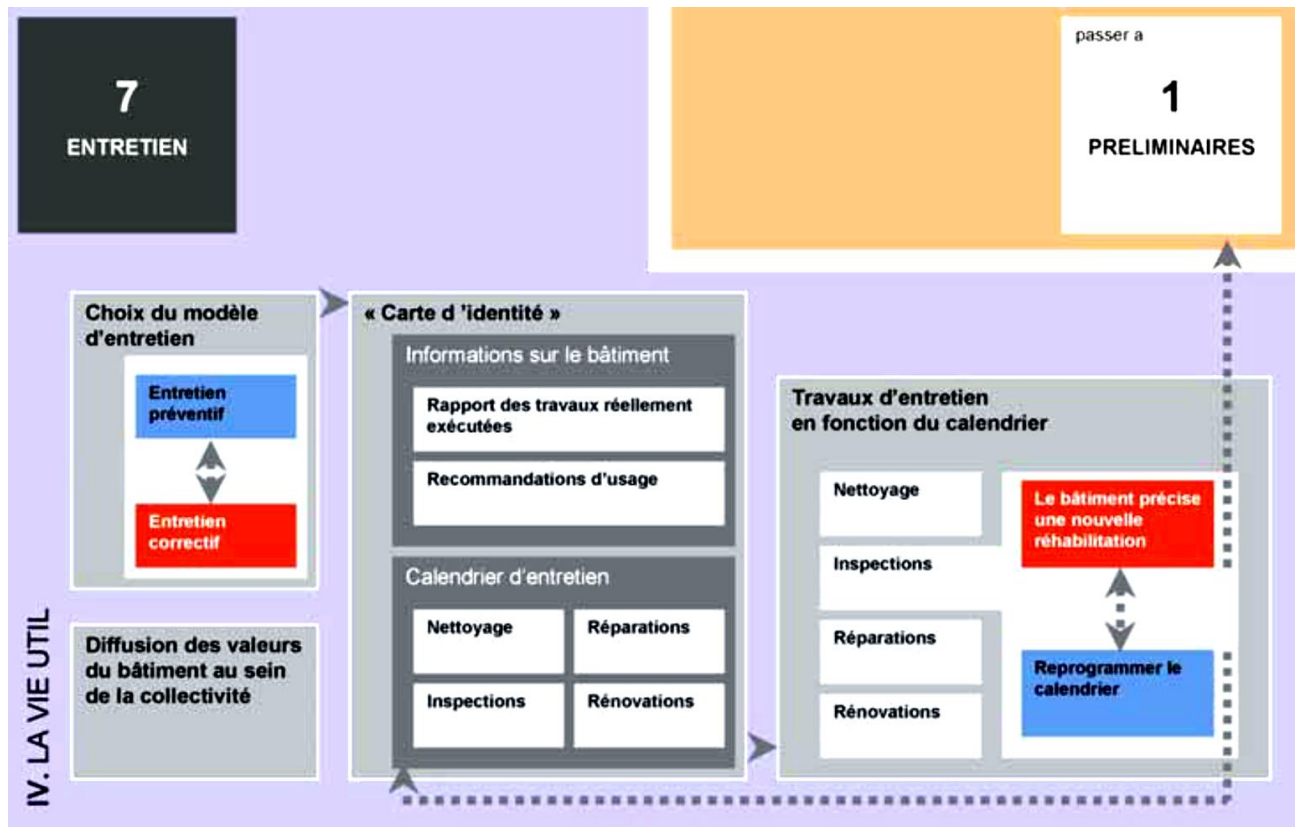 7
ENTRETIEN
passer a
1
PRELIMINAIRES
IV. LA VIE UTIL
Choix du modèle
d'entretien
Entretien
préventif
Entretien
correctif
Diffusion des valeurs
du bâtiment au sein
de la collectivité
« Carte d 'identité »
Informations sur le bâtiment
Rapport des travaux réellement
exécutées
Recommandations d'usage
Calendrier d'entretien
Nettoyage
Réparations
Inspections
Rénovations
Travaux d'entretien
en fonction du calendrier
Nettoyage
Inspections
Réparations
Rénovations
Le bâtiment précise
une nouvelle
réhabilitation
Reprogrammer le
calendrier